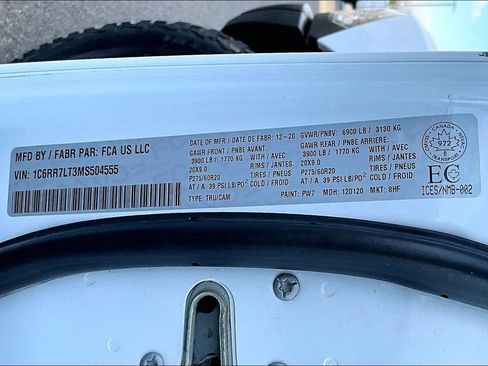 MFD BY / FABR PAR: FCA US LLC
VIN: 1C6RR7LT3MS504555
DATE OF MFR / DATE DE FABR: 12-20 GVWR/PNBV: 6900 LB / 3130 KG
GAWR FRONT / PNBE AVANT: GAWR REAR / PNBE ARRIERE:
3900 LB / 1770 KG WITH / AVEC 3900 LB / 1770 KG WITH / AVEC
20X9.0 RIMS / JANTES 20X9.0 RIMS / JANTES
P275/60R20 TIRES / PNEUS P275/60R20 TIRES / PNEUS
AT / A 39 PSI LB/PO² COLD / A FROID AT / A 39 PSI LB/PO² COLD / A FROID
TYPE: TRU/CAM PAINT: PW7 MDH: 120120 MKT: 8HF
CANADA
972
TRANSPORT
EC
ICES/NMB-002